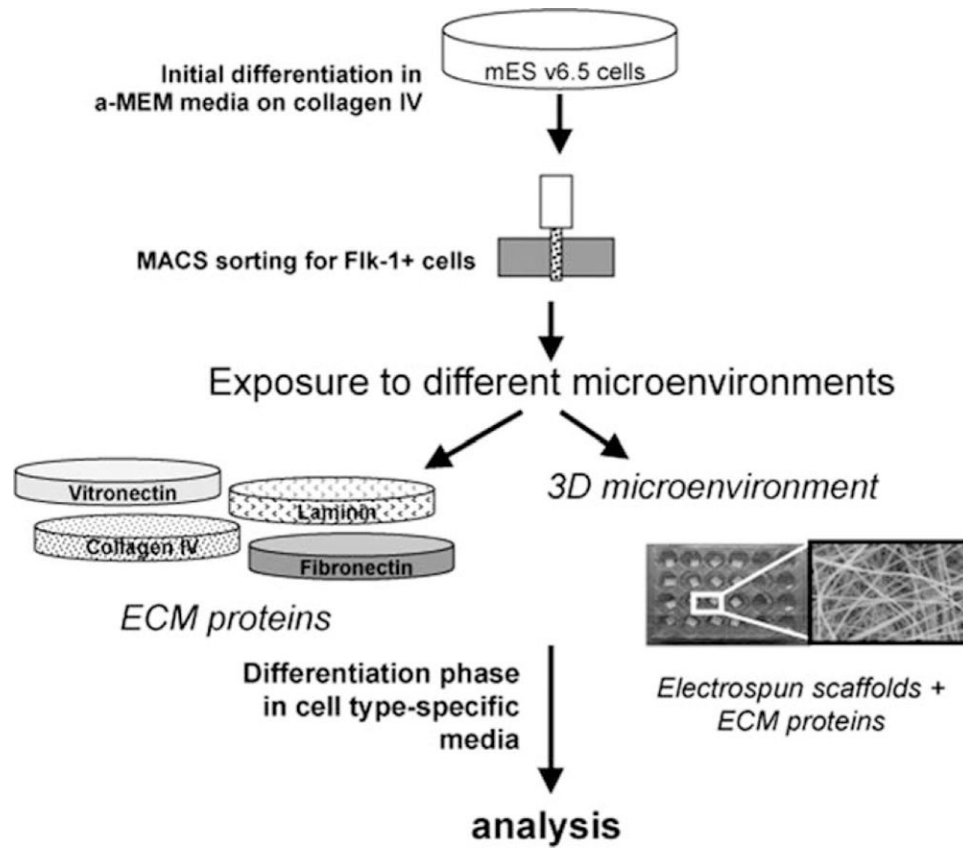 mES v6.5 cells
Initial differentiation in
a-MEM media on collagen IV
MACS sorting for Flk-1+ cells
Exposure to different microenvironments
Vitronectin
Laminin
Collagen IV
Fibronectin
ECM proteins
3D microenvironment
Electrospun scaffolds +
ECM proteins
Differentiation phase
in cell type-specific
media
analysis